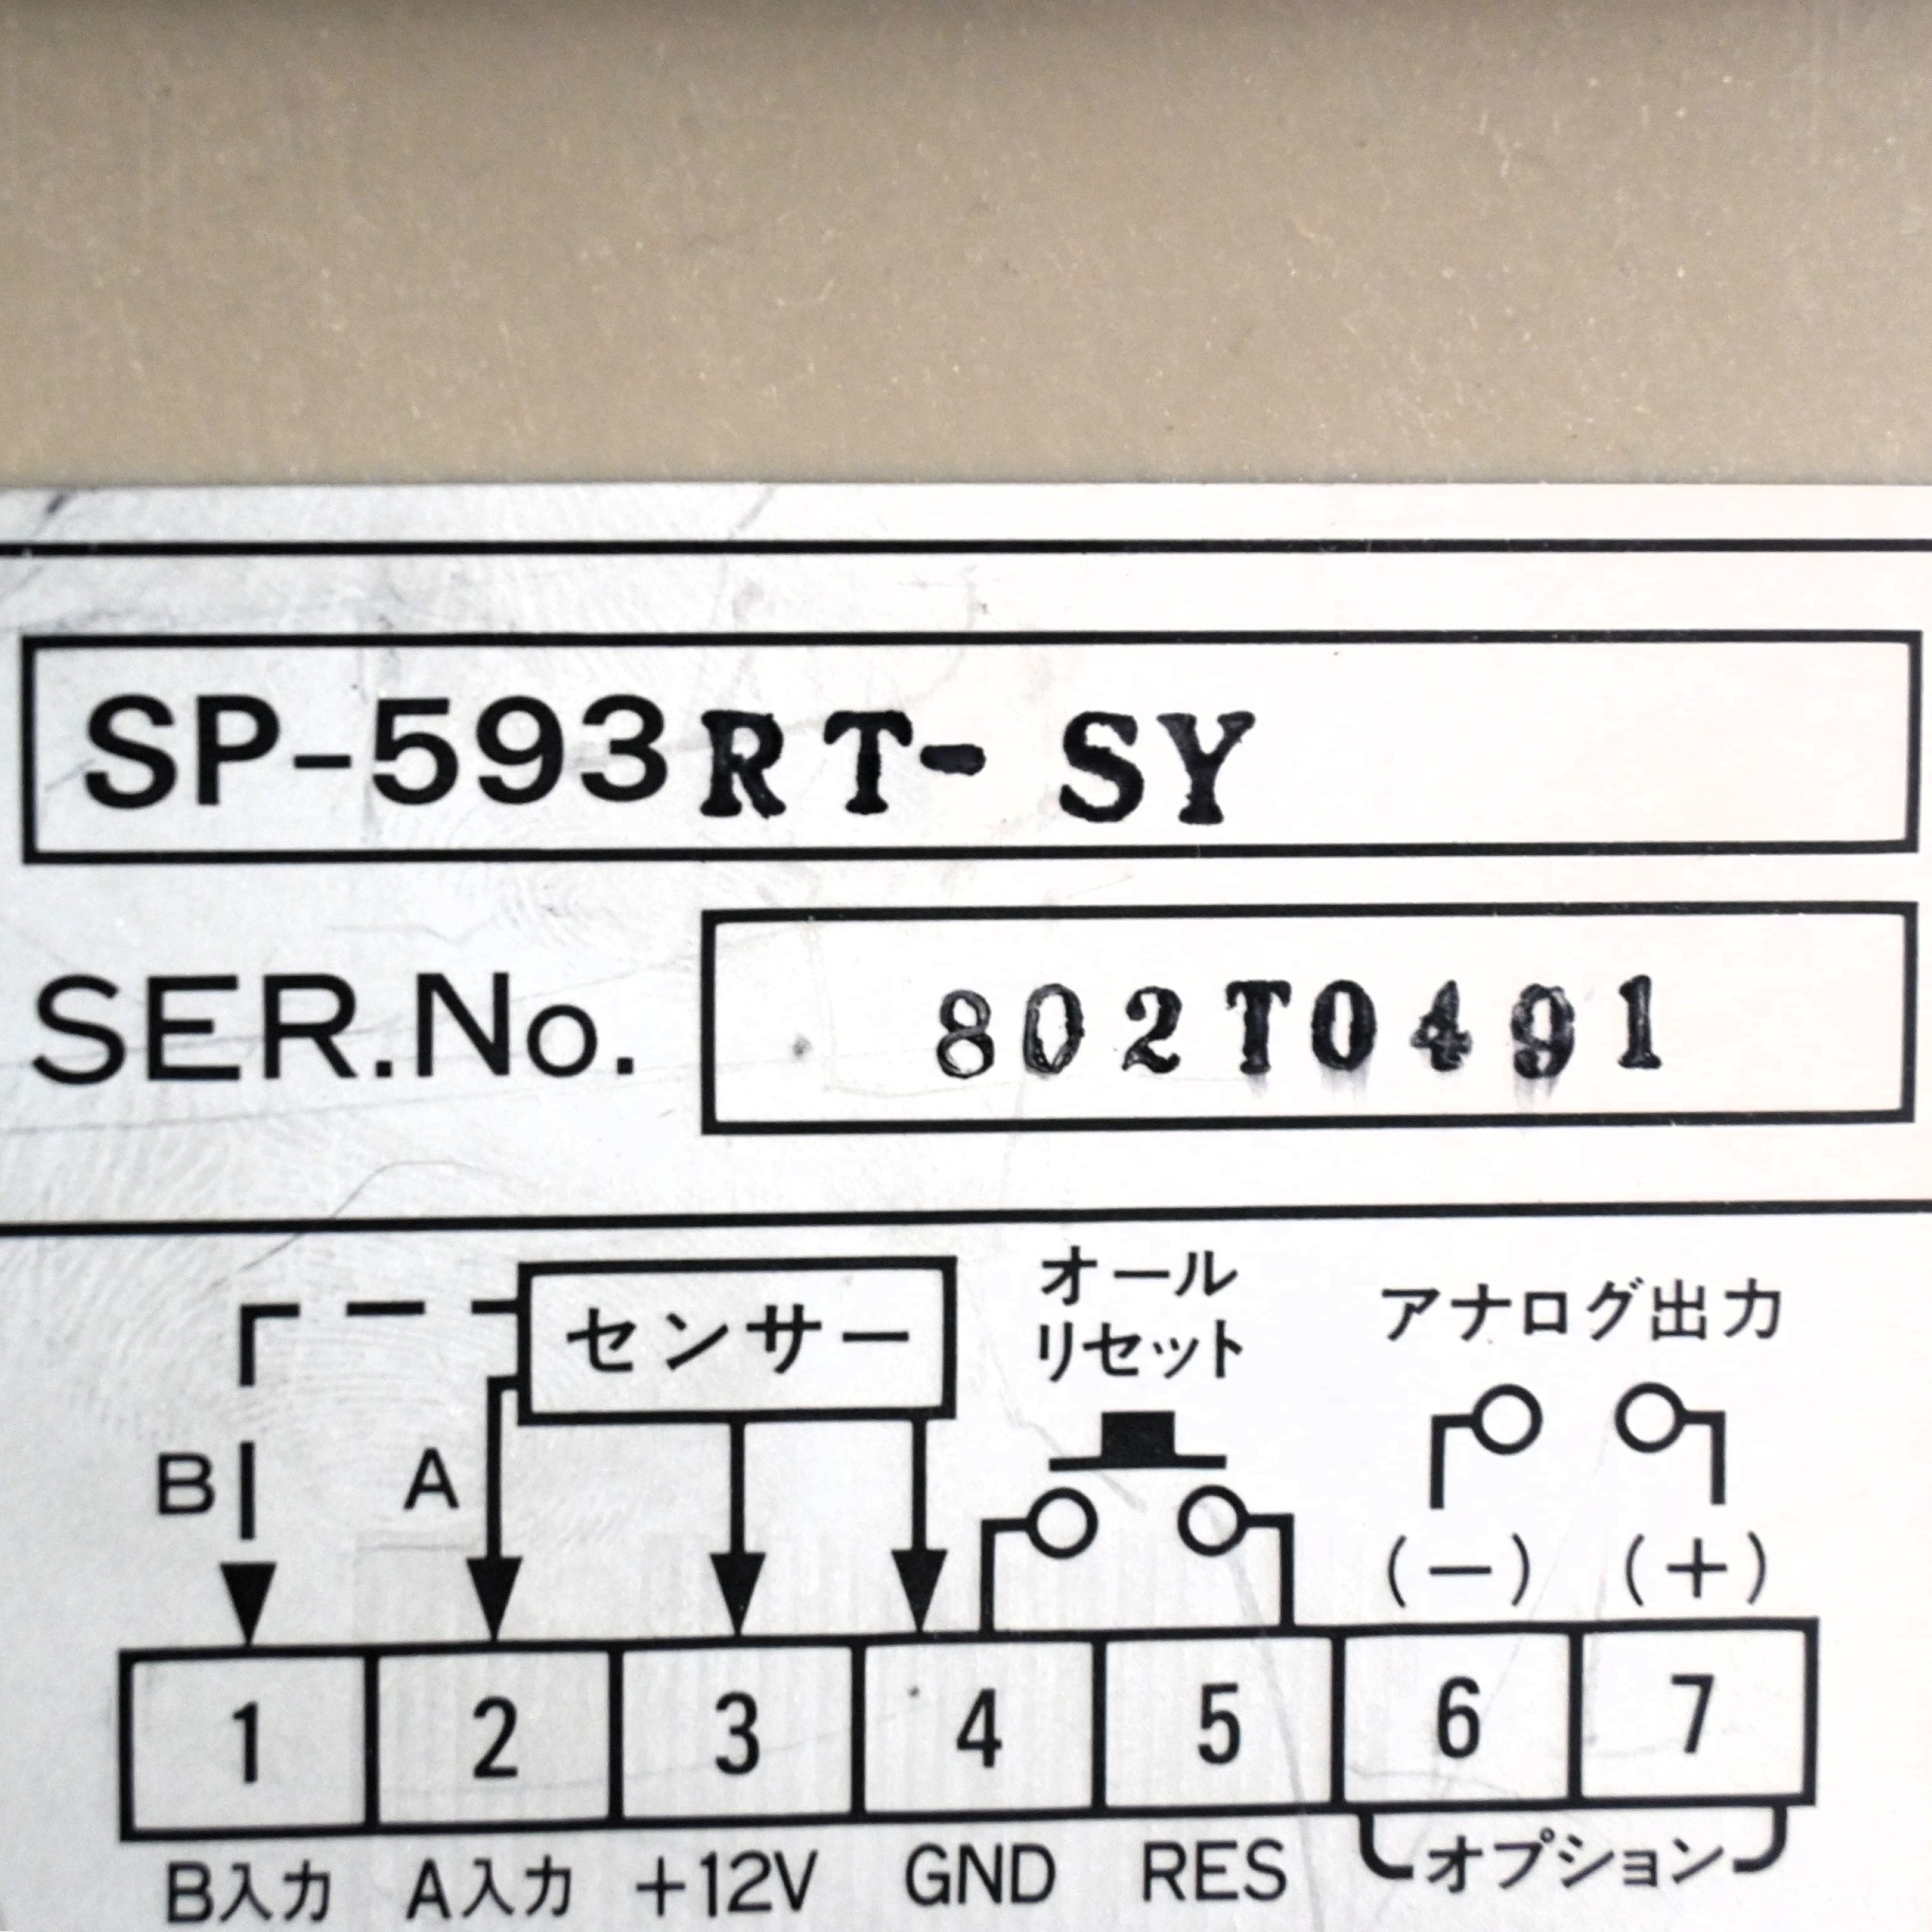 SP-593RT-SY
SER.No. 802T0491
センサー
オール
リセット
アナログ出力
B A
(−) (+)
1 2 3 4 5 6 7
B入力 A入力 +12V GND RES オプション